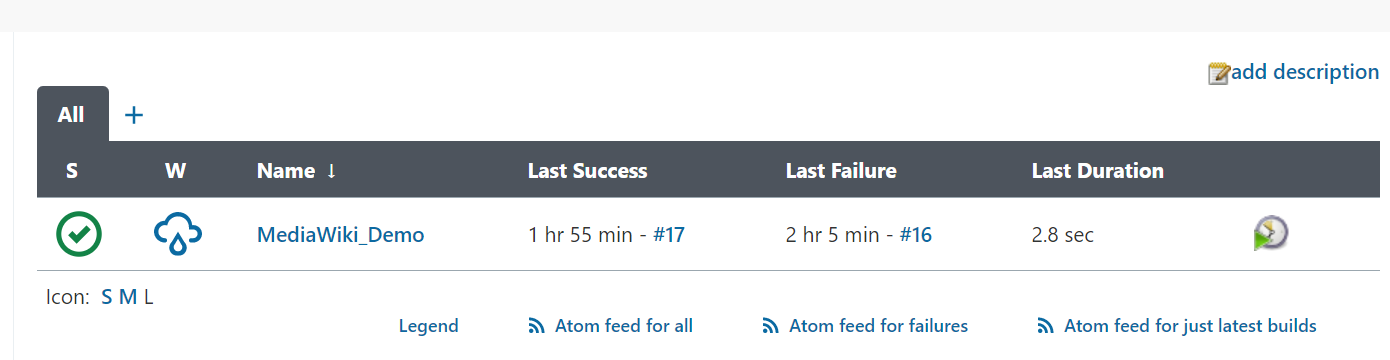 add description
All +
S W Name ↓ Last Success Last Failure Last Duration
MediaWiki_Demo 1 hr 55 min - #17 2 hr 5 min - #16 2.8 sec
Icon: S M L
Legend Atom feed for all Atom feed for failures Atom feed for just latest builds